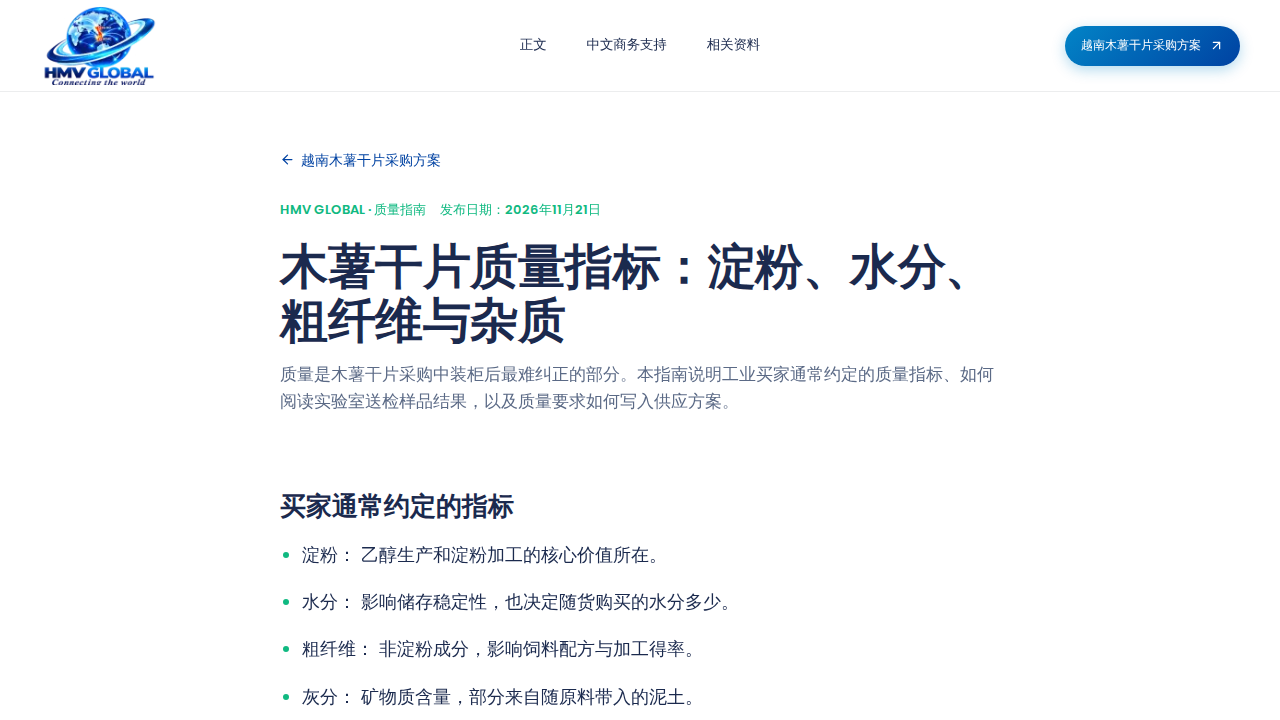 HMV GLOBAL
Connecting the world
正文
中文商务支持
相关资料
越南木薯干片采购方案
越南木薯干片采购方案
HMV GLOBAL · 质量指南 发布日期：2026年11月21日
木薯干片质量指标：淀粉、水分、
粗纤维与杂质
质量是木薯干片采购中装柜后最难纠正的部分。本指南说明工业买家通常约定的质量指标、如何
阅读实验室送检样品结果，以及质量要求如何写入供应方案。
买家通常约定的指标
淀粉： 乙醇生产和淀粉加工的核心价值所在。
水分： 影响储存稳定性，也决定随货购买的水分多少。
粗纤维： 非淀粉成分，影响饲料配方与加工得率。
灰分： 矿物质含量，部分来自随原料带入的泥土。